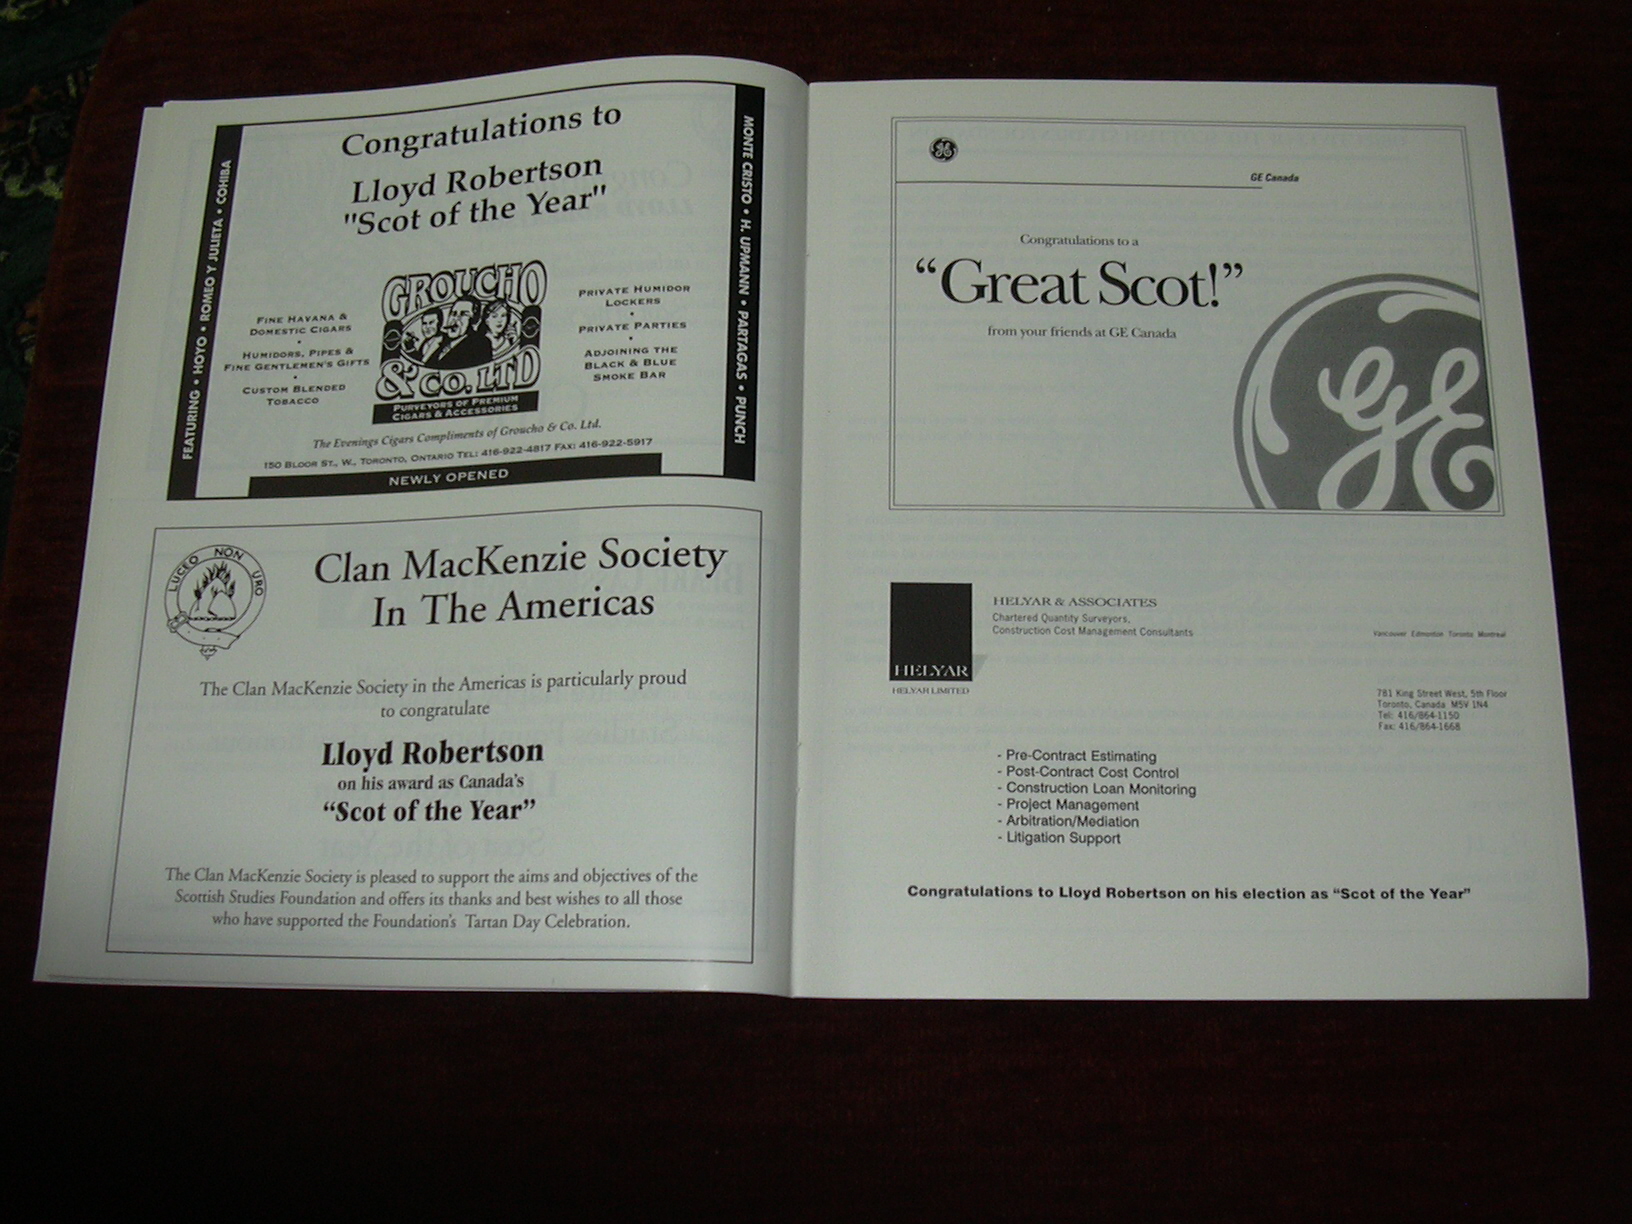 Congratulations to
Lloyd Robertson
"Scot of the Year"
FEATURING • HOYO • ROMEO Y JULIETA • COHIBA
MONTE CRISTO • H. UPMANN • PARTAGAS • PUNCH
FINE HAVANA &
DOMESTIC CIGARS
•
HUMIDORS, PIPES &
FINE GENTLEMEN'S GIFTS
•
CUSTOM BLENDED
TOBACCO
GROUCHO
& CO. LTD
PURVEYORS OF PREMIUM
CIGARS & ACCESSORIES
PRIVATE HUMIDOR
LOCKERS
•
PRIVATE PARTIES
•
ADJOINING THE
BLACK & BLUE
SMOKE BAR
The Evenings Cigars Compliments of Groucho & Co. Ltd.
150 BLOOR ST., W., TORONTO, ONTARIO TEL: 416-922-4817 FAX: 416-922-5917
NEWLY OPENED
LUCEO NON URO
Clan MacKenzie Society
In The Americas
The Clan MacKenzie Society in the Americas is particularly proud
to congratulate
Lloyd Robertson
on his award as Canada's
“Scot of the Year”
The Clan MacKenzie Society is pleased to support the aims and objectives of the
Scottish Studies Foundation and offers its thanks and best wishes to all those
who have supported the Foundation's Tartan Day Celebration.
GE
GE Canada
Congratulations to a
“Great Scot!”
from your friends at GE Canada
GE
HELYAR
HELYAR LIMITED
HELYAR & ASSOCIATES
Chartered Quantity Surveyors,
Construction Cost Management Consultants
Vancouver Edmonton Toronto Montreal
781 King Street West, 5th Floor
Toronto, Canada M5V 1N4
Tel: 416/864-1150
Fax: 416/864-1668
- Pre-Contract Estimating
- Post-Contract Cost Control
- Construction Loan Monitoring
- Project Management
- Arbitration/Mediation
- Litigation Support
Congratulations to Lloyd Robertson on his election as “Scot of the Year”